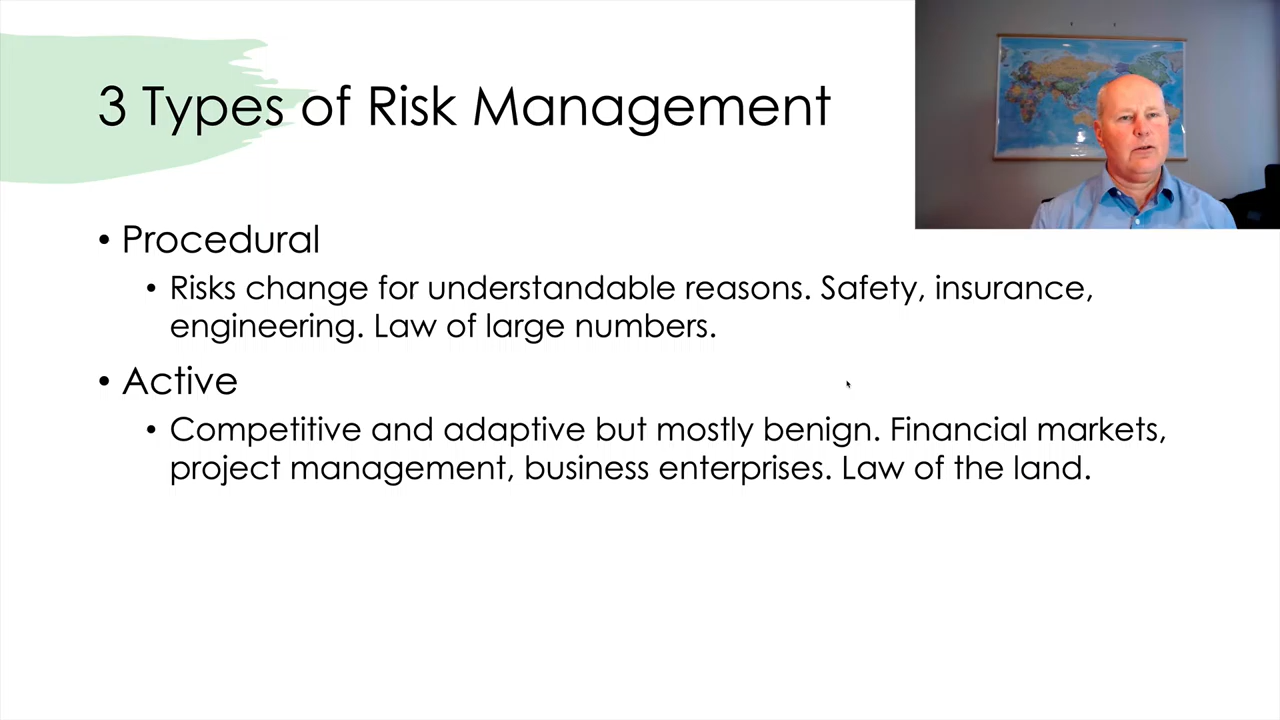 3 Types of Risk Management
• Procedural
• Risks change for understandable reasons. Safety, insurance,
engineering. Law of large numbers.
• Active
• Competitive and adaptive but mostly benign. Financial markets,
project management, business enterprises. Law of the land.